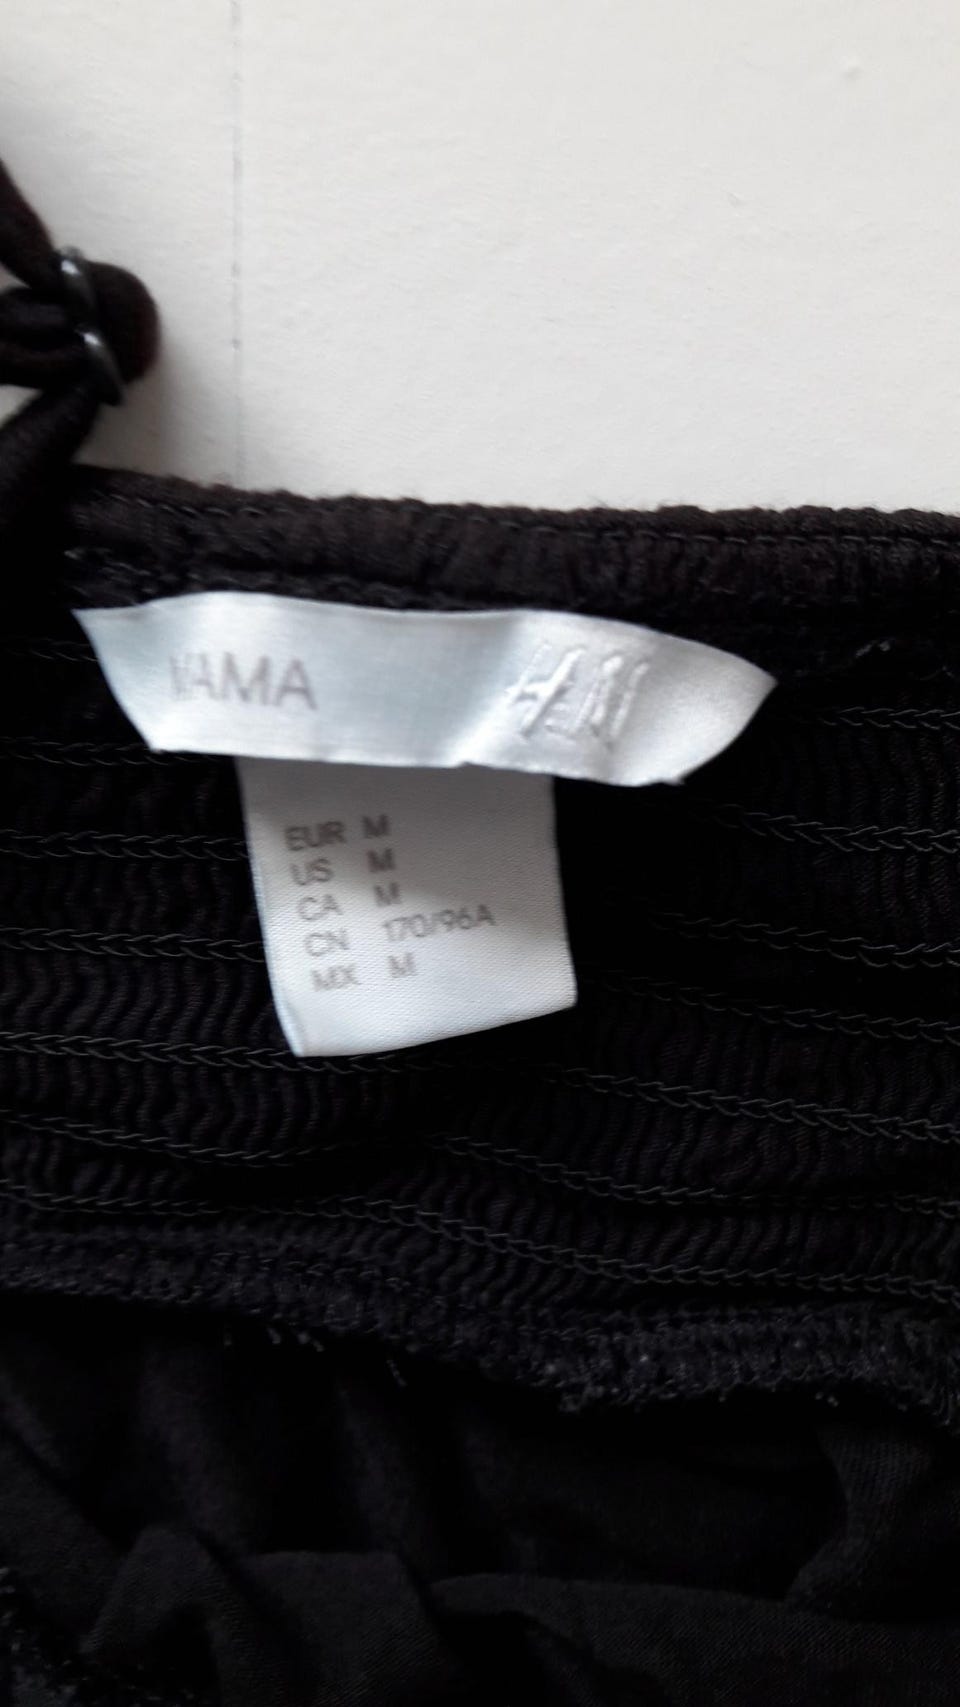 MAMA H&M
EUR M
US M
CA M
CN 170/96A
MX M